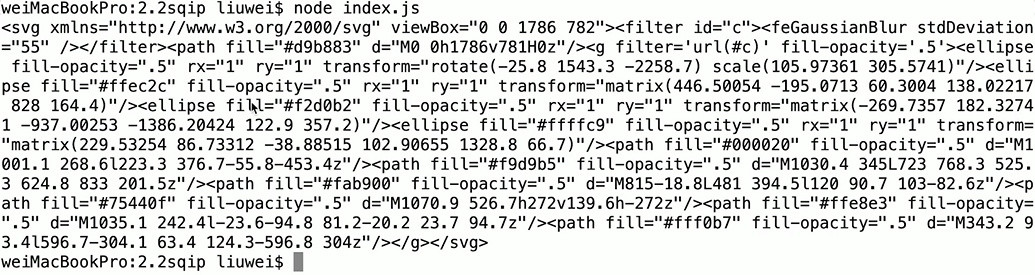 weiMacBookPro:2.2sqip liuwei$ node index.js
<svg xmlns="http://www.w3.org/2000/svg" viewBox="0 0 1786 782"><filter id="c"><feGaussianBlur stdDeviation
="55" /></filter><path fill="#d9b883" d="M0 0h1786v781H0z"/><g filter='url(#c)' fill-opacity='.5'><ellipse
 fill-opacity=".5" rx="1" ry="1" transform="rotate(-25.8 1543.3 -2258.7) scale(105.97361 305.5741)"/><elli
pse fill="#ffec2c" fill-opacity=".5" rx="1" ry="1" transform="matrix(446.50054 -195.0713 60.3004 138.02217
 828 164.4)"/><ellipse fill="#f2d0b2" fill-opacity=".5" rx="1" ry="1" transform="matrix(-269.7357 182.3274
1 -937.00253 -1386.20424 122.9 357.2)"/><ellipse fill="#ffffc9" fill-opacity=".5" rx="1" ry="1" transform=
"matrix(229.53254 86.73312 -38.88515 102.90655 1328.8 66.7)"/><path fill="#000020" fill-opacity=".5" d="M1
001.1 268.6l223.3 376.7-55.8-453.4z"/><path fill="#f9d9b5" fill-opacity=".5" d="M1030.4 345L723 768.3 525.
3 624.8 833 201.5z"/><path fill="#fab900" fill-opacity=".5" d="M815-18.8L481 394.5l120 90.7 103-82.6z"/><p
ath fill="#75440f" fill-opacity=".5" d="M1070.9 526.7h272v139.6h-272z"/><path fill="#ffe8e3" fill-opacity=
".5" d="M1035.1 242.4l-23.6-94.8 81.2-20.2 23.7 94.7z"/><path fill="#fff0b7" fill-opacity=".5" d="M343.2 9
3.4l596.7-304.1 63.4 124.3-596.8 304z"/></g></svg>
weiMacBookPro:2.2sqip liuwei$